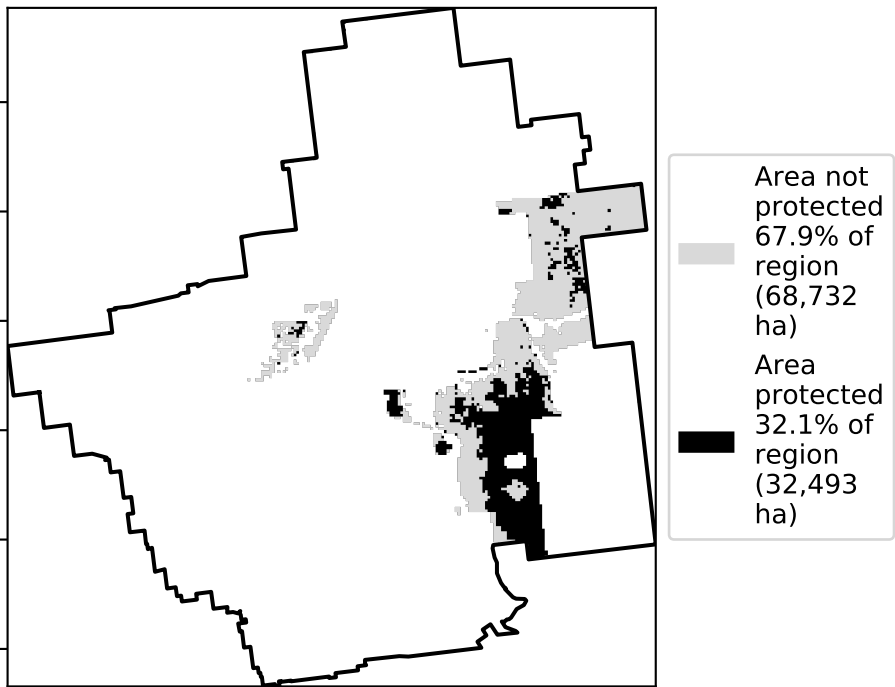 Area not
protected
67.9% of
region
(68,732
ha)
Area
protected
32.1% of
region
(32,493
ha)